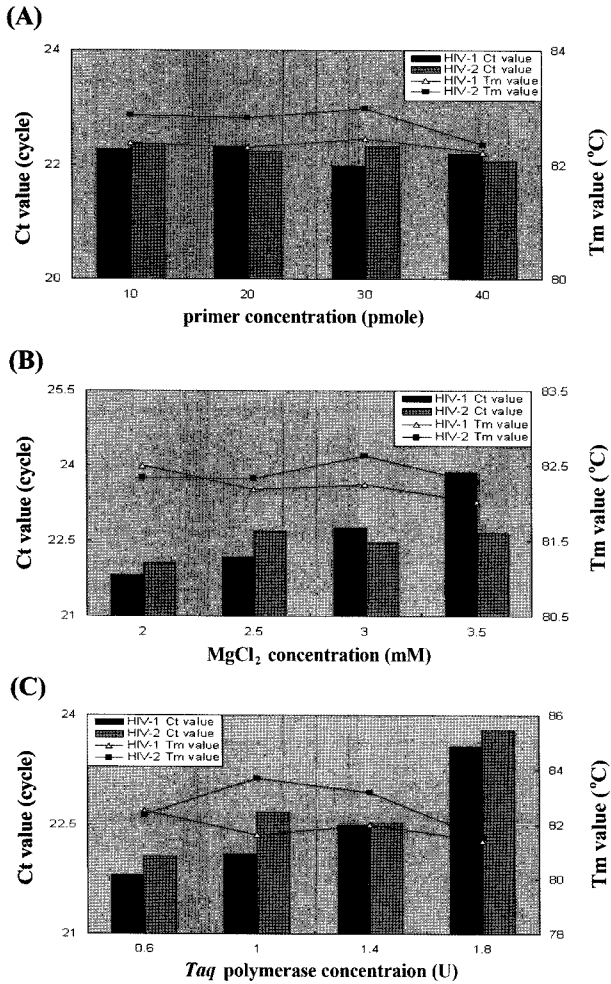 (A)
24
84
HIV-1 Ct value
HIV-2 Ct value
HIV-1 Tm value
HIV-2 Tm value
Ct value (cycle)
22
82
Tm value (°C)
20
80
10 20 30 40
primer concentration (pmole)
(B)
25.5
83.5
HIV-1 Ct value
HIV-2 Ct value
HIV-1 Tm value
HIV-2 Tm value
Ct value (cycle)
24
82.5
Tm value (°C)
22.5
81.5
21
80.5
2 2.5 3 3.5
MgCl₂ concentration (mM)
(C)
24
86
HIV-1 Ct value
HIV-2 Ct value
HIV-1 Tm value
HIV-2 Tm value
84
Ct value (cycle)
22.5
82
Tm value (°C)
80
21
78
0.6 1 1.4 1.8
Taq polymerase concentraion (U)